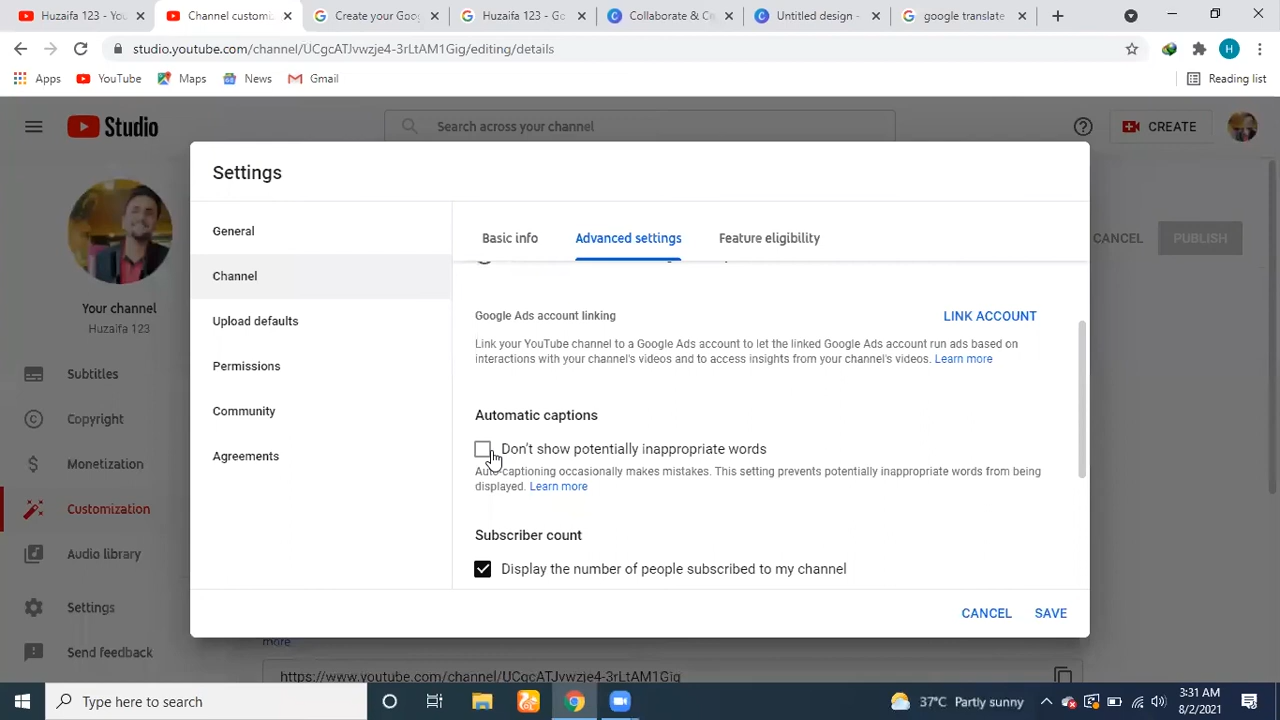 Huzaifa 123 - You
Channel customiz
Create your Goog
Huzaifa 123 - Go
Collaborate & C
Untitled design -
google translate
studio.youtube.com/channel/UCgcATJvwzje4-3rLtAM1Gig/editing/details
H
Apps
YouTube
Maps
News
Gmail
Reading list
Studio
Search across your channel
CREATE
Settings
General
Basic info
Advanced settings
Feature eligibility
CANCEL
PUBLISH
Channel
Your channel
Huzaifa 123
Google Ads account linking
LINK ACCOUNT
Upload defaults
Link your YouTube channel to a Google Ads account to let the linked Google Ads account run ads based on
interactions with your channel's videos and to access insights from your channel's videos. Learn more
Permissions
Subtitles
Community
Automatic captions
Copyright
Don't show potentially inappropriate words
Agreements
Monetization
Auto-captioning occasionally makes mistakes. This setting prevents potentially inappropriate words from being
displayed. Learn more
Customization
Subscriber count
Audio library
Display the number of people subscribed to my channel
Settings
CANCEL
SAVE
more
Send feedback
https://www.youtube.com/channel/UCgcATJvwzje4-3rLtAM1Gig
Type here to search
37°C Partly sunny
3:31 AM
8/2/2021